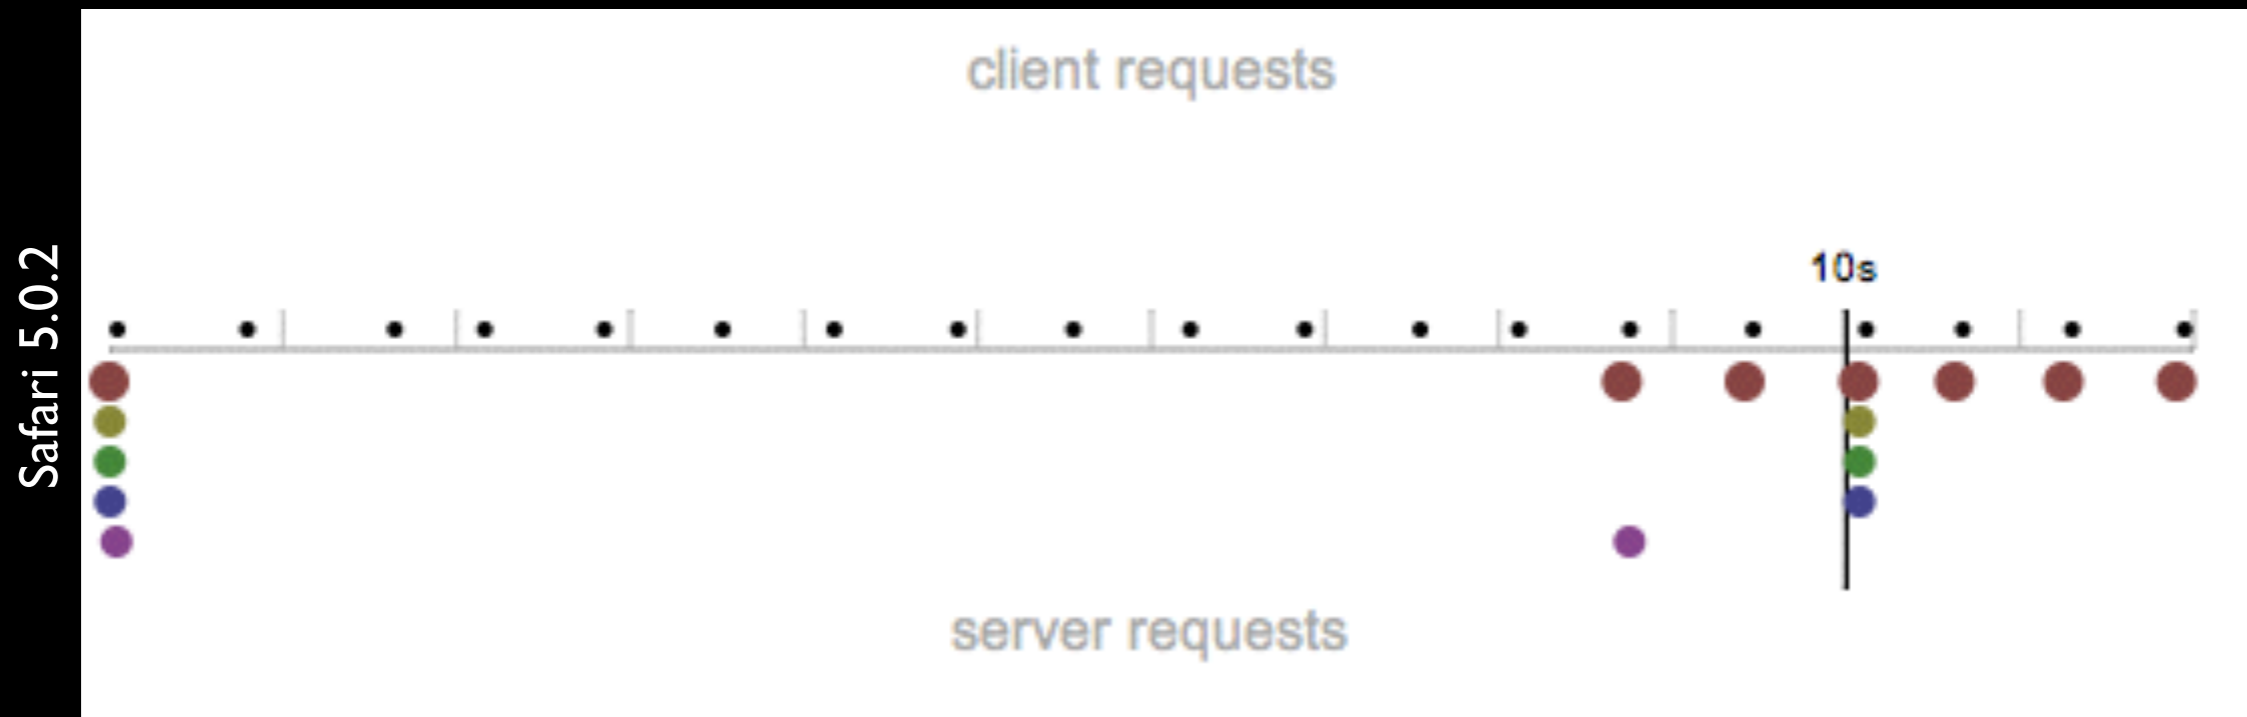 Safari 5.0.2
client requests
10s
server requests